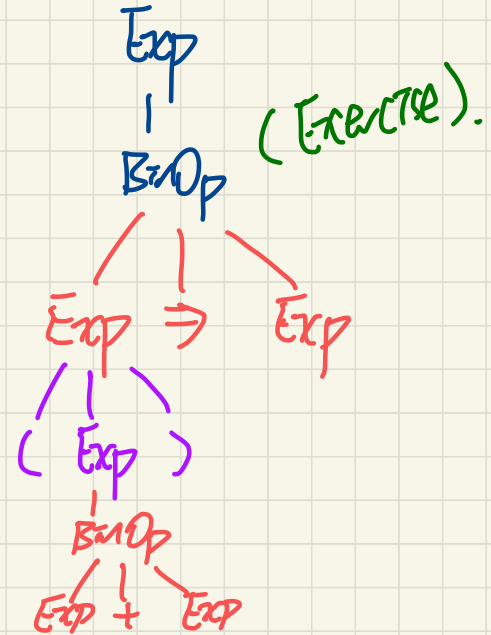 Exp
(Exercise).
BinOp
Exp ⇒ Exp
( Exp )
BinOp
Exp + Exp